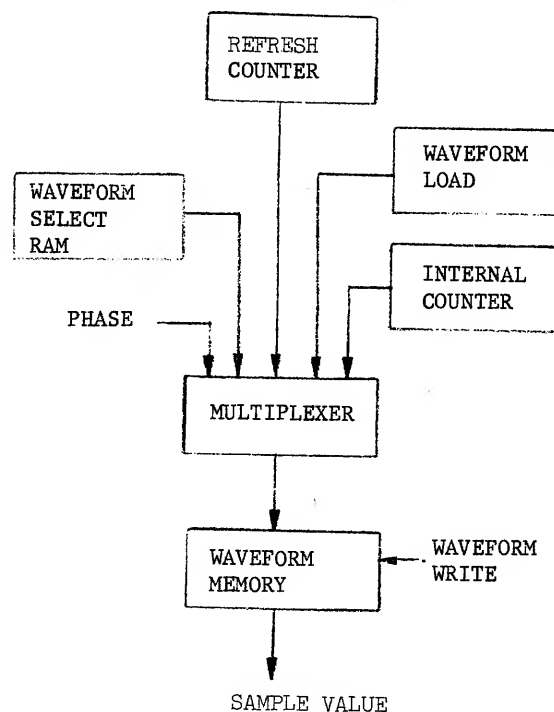 REFRESH
COUNTER
WAVEFORM
LOAD
WAVEFORM
SELECT
RAM
INTERNAL
COUNTER
PHASE
MULTIPLEXER
WAVEFORM
MEMORY
WAVEFORM
WRITE
SAMPLE VALUE